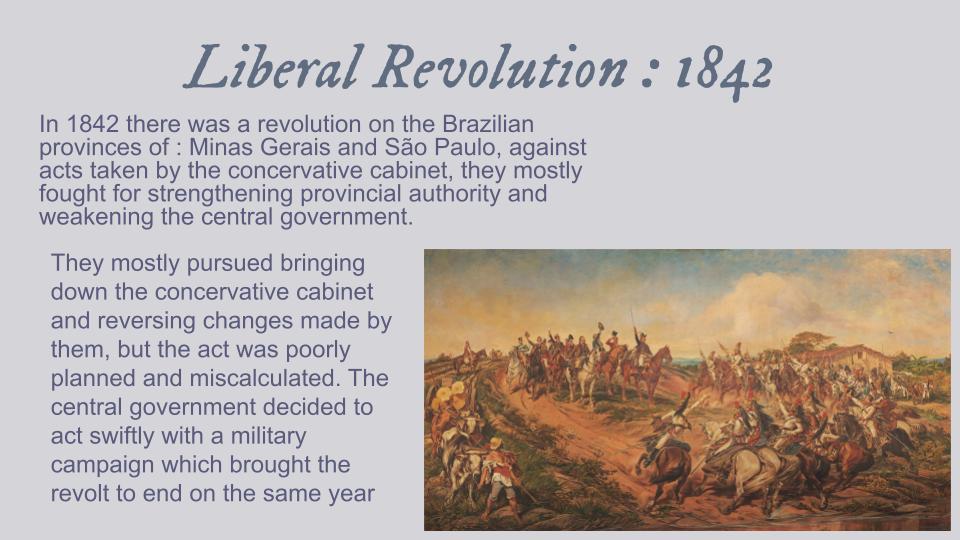 Liberal Revolution : 1842
In 1842 there was a revolution on the Brazilian
provinces of : Minas Gerais and São Paulo, against
acts taken by the concervative cabinet, they mostly
fought for strengthening provincial authority and
weakening the central government.
They mostly pursued bringing
down the concervative cabinet
and reversing changes made by
them, but the act was poorly
planned and miscalculated. The
central government decided to
act swiftly with a military
campaign which brought the
revolt to end on the same year